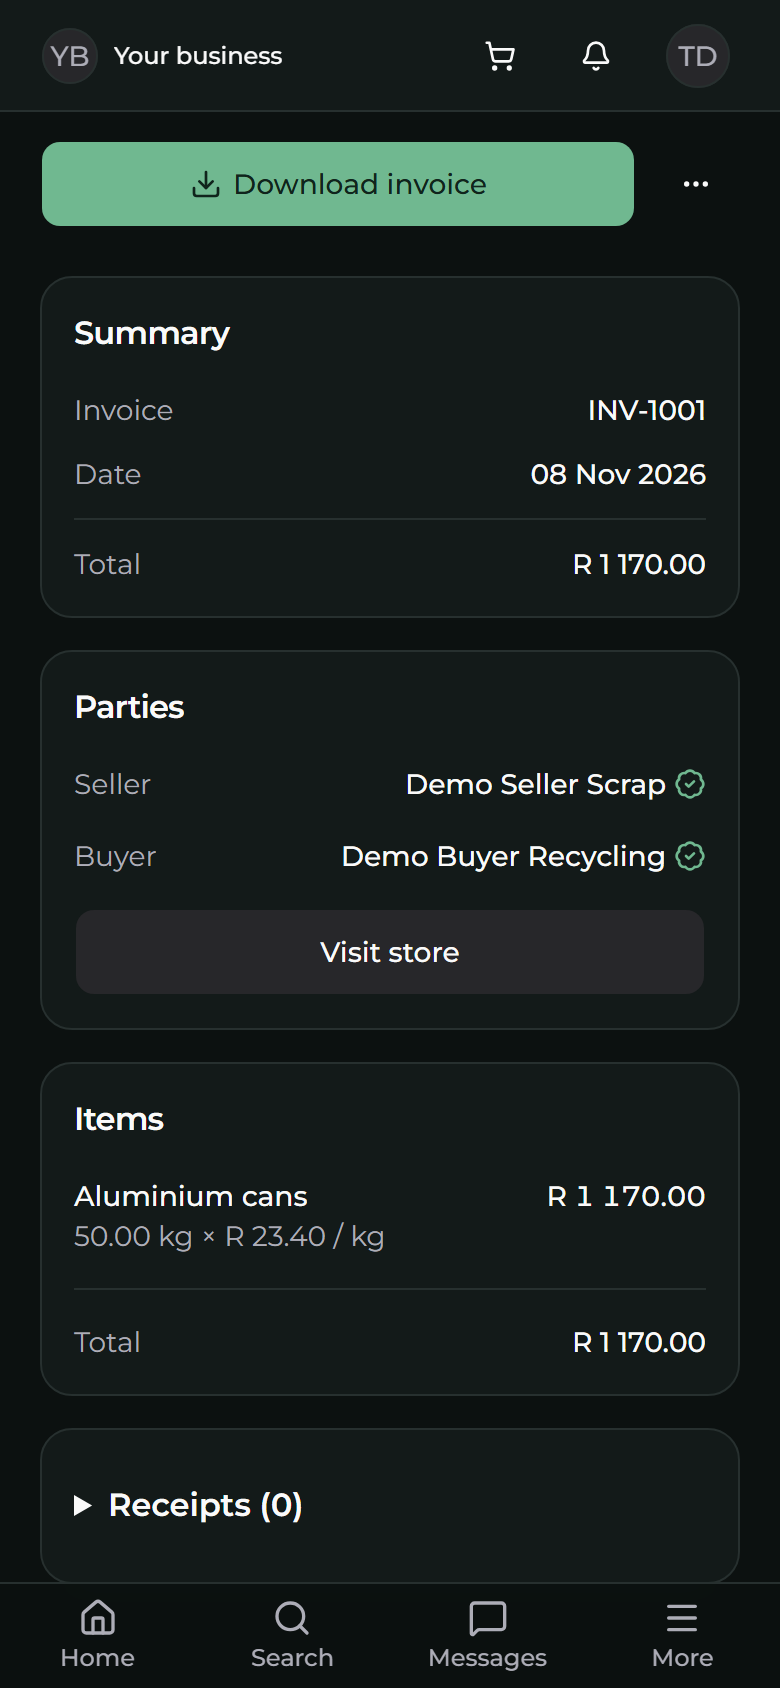 YB Your business TD
Download invoice
Summary
Invoice INV-1001
Date 08 Nov 2026
Total R 1 170.00
Parties
Seller Demo Seller Scrap
Buyer Demo Buyer Recycling
Visit store
Items
Aluminium cans R 1 170.00
50.00 kg × R 23.40 / kg
Total R 1 170.00
Receipts (0)
Home Search Messages More